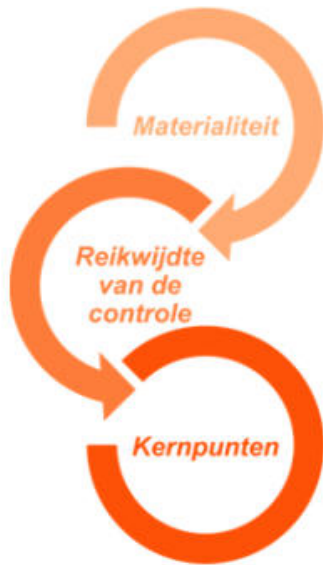 Materialiteit
Reikwijdte
van de
controle
Kernpunten